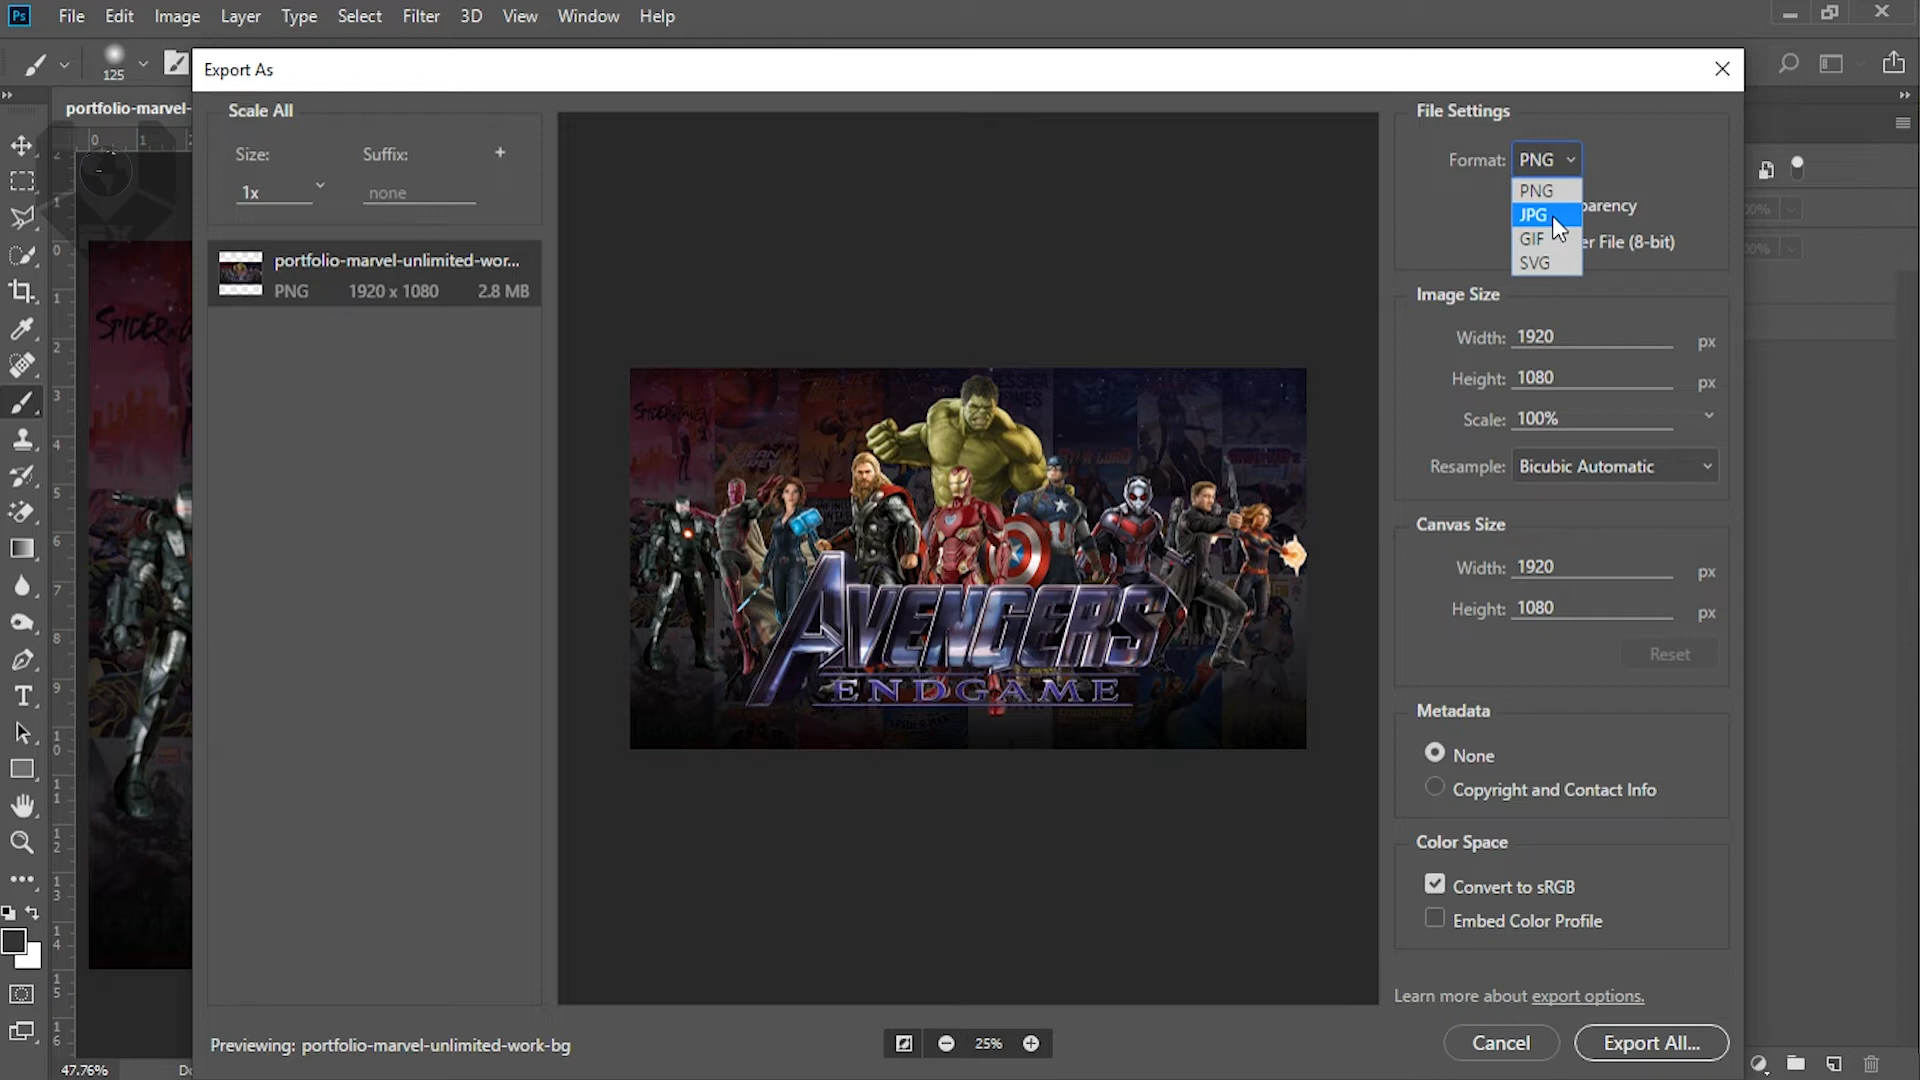 Ps File Edit Image Layer Type Select Filter 3D View Window Help
125
Export As
portfolio-marvel-
Scale All
Size: Suffix: +
1x none
portfolio-marvel-unlimited-wor...
PNG 1920 x 1080 2.8 MB
SPIDER
AVENGERS
ENDGAME
File Settings
Format: PNG
PNG
JPG
GIF
SVG
parency
er File (8-bit)
Image Size
Width: 1920 px
Height: 1080 px
Scale: 100%
Resample: Bicubic Automatic
Canvas Size
Width: 1920 px
Height: 1080 px
Reset
Metadata
None
Copyright and Contact Info
Color Space
Convert to sRGB
Embed Color Profile
Learn more about export options.
Previewing: portfolio-marvel-unlimited-work-bg
25%
Cancel Export All...
47.76% Do